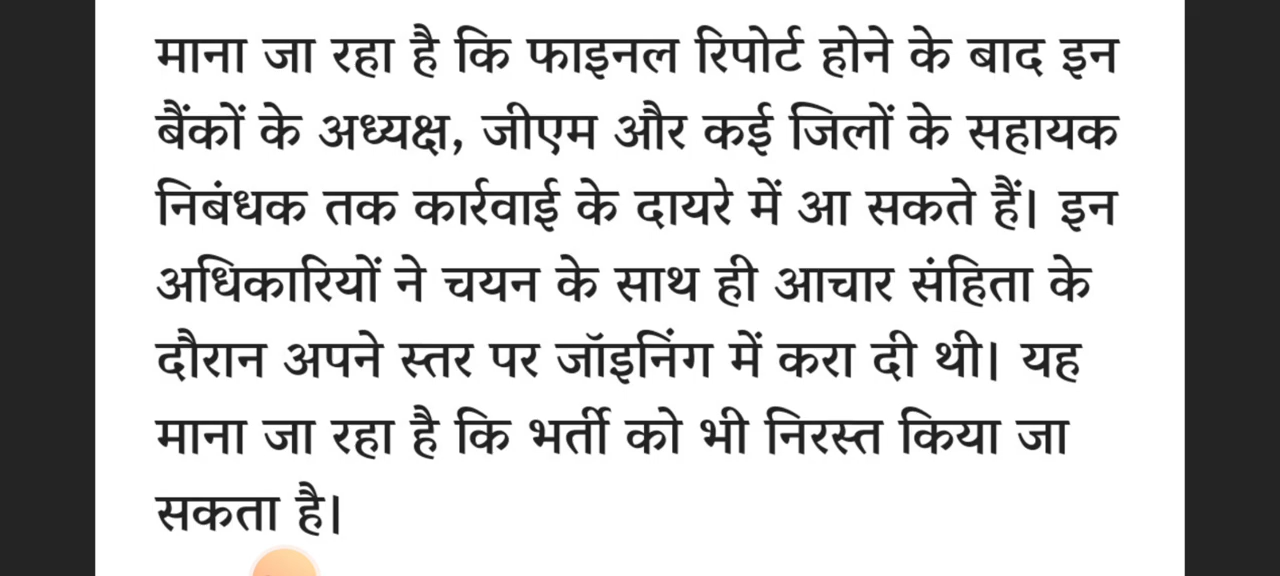 माना जा रहा है कि फाइनल रिपोर्ट होने के बाद इन
बैंकों के अध्यक्ष, जीएम और कई जिलों के सहायक
निबंधक तक कार्रवाई के दायरे में आ सकते हैं। इन
अधिकारियों ने चयन के साथ ही आचार संहिता के
दौरान अपने स्तर पर जॉइनिंग में करा दी थी। यह
माना जा रहा है कि भर्ती को भी निरस्त किया जा
सकता है।